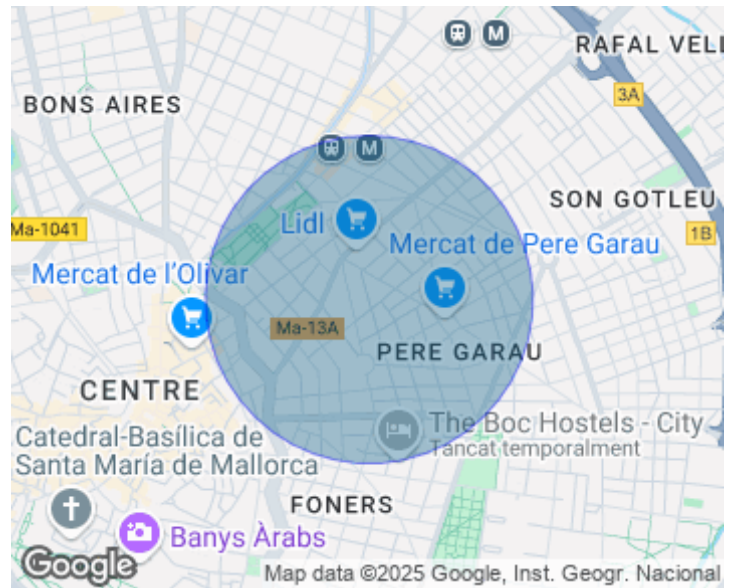 M
RAFAL VELL
3A
BONS AIRES
M
SON GOTLEU
Lidl
Ma-1041
Mercat de Pere Garau
1B
Mercat de l'Olivar
Ma-13A
PERE GARAU
CENTRE
The Boc Hostels - City
Tancat temporalment
Catedral-Basílica de
Santa María de Mallorca
FONERS
Banys Àrabs
Google
Map data ©2025 Google, Inst. Geogr. Nacional